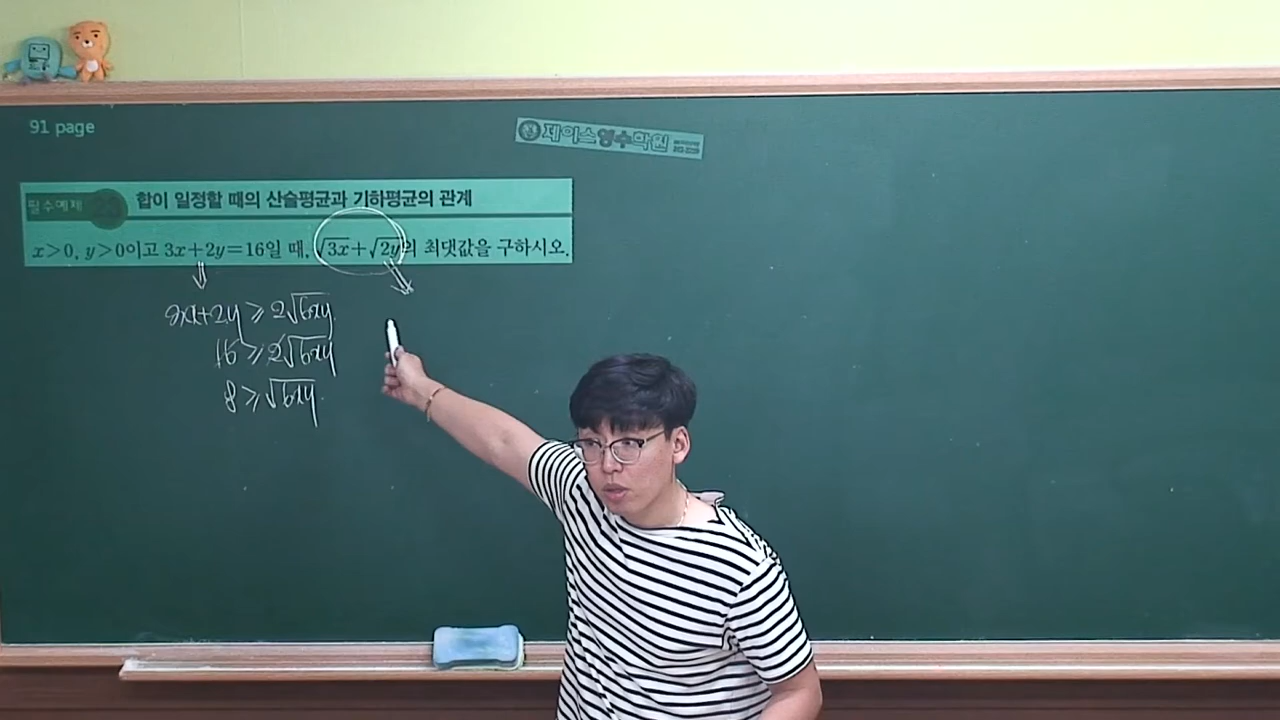 91 page
제이스영수학원
필수예제
합이 일정할 때의 산술평균과 기하평균의 관계
x>0, y>0이고 3x+2y=16일 때, √3x+√2y의 최댓값을 구하시오.
3x+2y ≥ 2√6xy
16 ≥ 2√6xy
8 ≥ √6xy